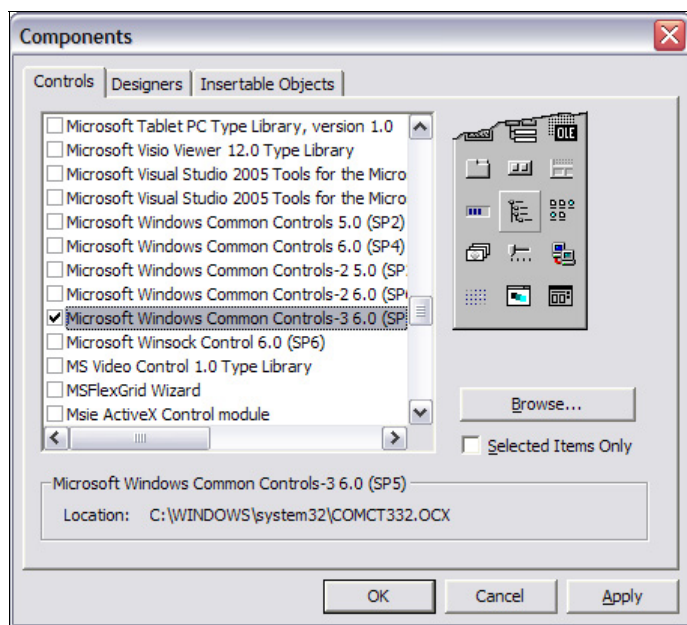 Components
Controls
Designers
Insertable Objects
Microsoft Tablet PC Type Library, version 1.0
Microsoft Visio Viewer 12.0 Type Library
Microsoft Visual Studio 2005 Tools for the Micro
Microsoft Visual Studio 2005 Tools for the Micro
Microsoft Windows Common Controls 5.0 (SP2)
Microsoft Windows Common Controls 6.0 (SP4)
Microsoft Windows Common Controls-2 5.0 (SP
Microsoft Windows Common Controls-2 6.0 (SP
Microsoft Windows Common Controls-3 6.0 (SP
Microsoft Winsock Control 6.0 (SP6)
MS Video Control 1.0 Type Library
MSFlexGrid Wizard
Msie ActiveX Control module
OLE
Browse...
Selected Items Only
Microsoft Windows Common Controls-3 6.0 (SP5)
Location: C:\WINDOWS\system32\COMCT332.OCX
OK
Cancel
Apply